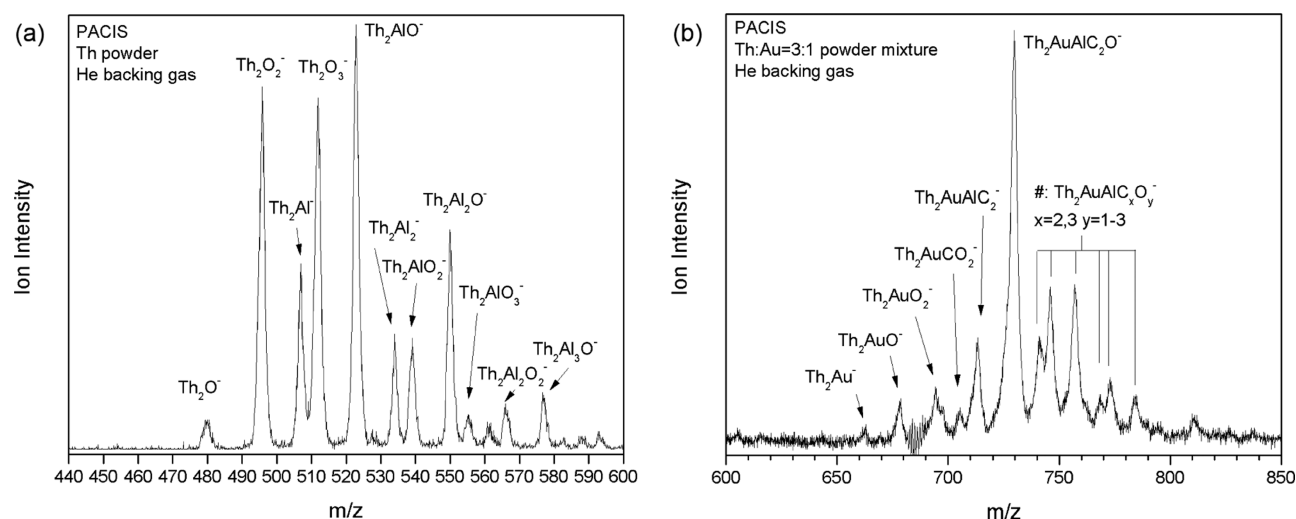 (a)
PACIS
Th powder
He backing gas
Th₂O⁻
Th₂O₂⁻
Th₂Al⁻
Th₂O₃⁻
Th₂AlO⁻
Th₂Al₂⁻
Th₂AlO₂⁻
Th₂Al₂O⁻
Th₂AlO₃⁻
Th₂Al₂O₂⁻
Th₂Al₃O⁻
Ion Intensity
440 450 460 470 480 490 500 510 520 530 540 550 560 570 580 590 600
m/z
(b)
PACIS
Th:Au=3:1 powder mixture
He backing gas
Th₂Au⁻
Th₂AuO⁻
Th₂AuO₂⁻
Th₂AuCO₂⁻
Th₂AuAlC₂⁻
Th₂AuAlC₂O⁻
#: Th₂AuAlCₓOᵧ⁻
x=2,3 y=1-3
Ion Intensity
600 650 700 750 800 850
m/z